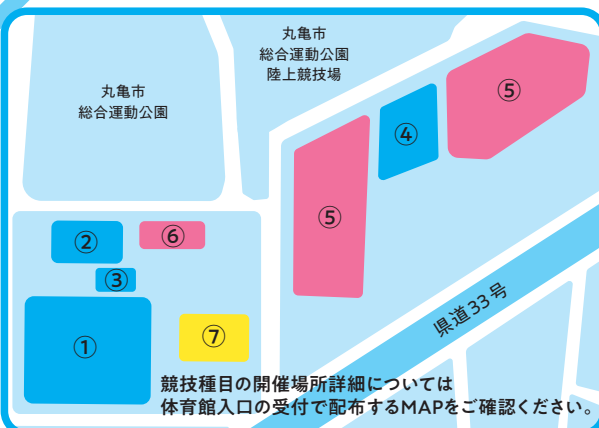 丸亀市
総合運動公園
陸上競技場
丸亀市
総合運動公園
⑤
④
⑤
②
⑥
③
①
⑦
県道33号
競技種目の開催場所詳細については
体育館入口の受付で配布するMAPをご確認ください。